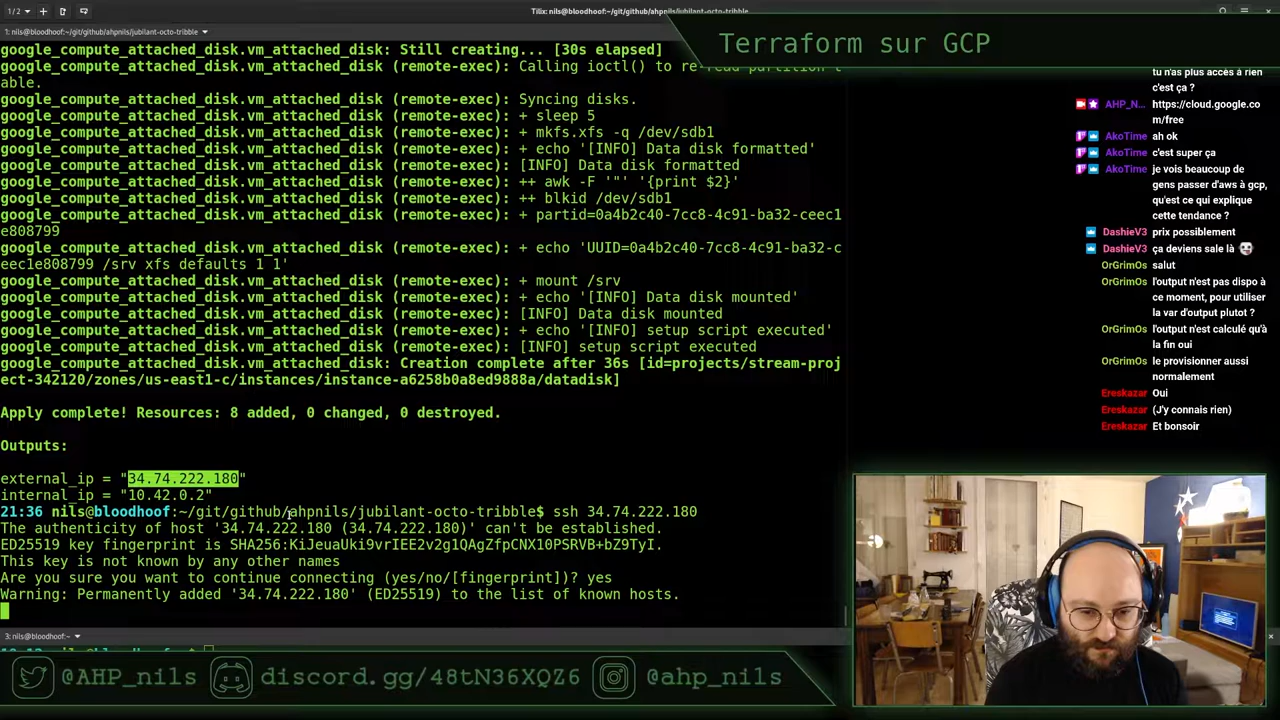 1/2
Tilix: nils@bloodhoof:~/git/github/ahpnils/jubilant-octo-tribble
1: nils@bloodhoof:~/git/github/ahpnils/jubilant-octo-tribble
Terraform sur GCP
google_compute_attached_disk.vm_attached_disk: Still creating... [30s elapsed]
google_compute_attached_disk.vm_attached_disk (remote-exec): Calling ioctl() to re-read partition t
able.
google_compute_attached_disk.vm_attached_disk (remote-exec): Syncing disks.
google_compute_attached_disk.vm_attached_disk (remote-exec): + sleep 5
google_compute_attached_disk.vm_attached_disk (remote-exec): + mkfs.xfs -q /dev/sdb1
google_compute_attached_disk.vm_attached_disk (remote-exec): + echo '[INFO] Data disk formatted'
google_compute_attached_disk.vm_attached_disk (remote-exec): [INFO] Data disk formatted
google_compute_attached_disk.vm_attached_disk (remote-exec): ++ awk -F '"' '{print $2}'
google_compute_attached_disk.vm_attached_disk (remote-exec): ++ blkid /dev/sdb1
google_compute_attached_disk.vm_attached_disk (remote-exec): + partid=0a4b2c40-7cc8-4c91-ba32-ceec1
e808799
google_compute_attached_disk.vm_attached_disk (remote-exec): + echo 'UUID=0a4b2c40-7cc8-4c91-ba32-c
eec1e808799 /srv xfs defaults 1 1'
google_compute_attached_disk.vm_attached_disk (remote-exec): + mount /srv
google_compute_attached_disk.vm_attached_disk (remote-exec): + echo '[INFO] Data disk mounted'
google_compute_attached_disk.vm_attached_disk (remote-exec): [INFO] Data disk mounted
google_compute_attached_disk.vm_attached_disk (remote-exec): + echo '[INFO] setup script executed'
google_compute_attached_disk.vm_attached_disk (remote-exec): [INFO] setup script executed
google_compute_attached_disk.vm_attached_disk: Creation complete after 36s [id=projects/stream-proj
ect-342120/zones/us-east1-c/instances/instance-a6258b0a8ed9888a/datadisk]
Apply complete! Resources: 8 added, 0 changed, 0 destroyed.
Outputs:
external_ip = "34.74.222.180"
internal_ip = "10.42.0.2"
21:36 nils@bloodhoof:~/git/github/ahpnils/jubilant-octo-tribble$ ssh 34.74.222.180
The authenticity of host '34.74.222.180 (34.74.222.180)' can't be established.
ED25519 key fingerprint is SHA256:KiJeuaUki9vrIEE2v2g1QAgZfpCNX10PSRVB+bZ9TyI.
This key is not known by any other names
Are you sure you want to continue connecting (yes/no/[fingerprint])? yes
Warning: Permanently added '34.74.222.180' (ED25519) to the list of known hosts.
3: nils@bloodhoof:~
@AHP_nils
discord.gg/48tN36XQZ6
@ahp_nils
tu n'as plus accès à rien
c'est ça ?
AHP_N... https://cloud.google.co
m/free
AkoTime ah ok
AkoTime c'est super ça
AkoTime je vois beaucoup de
gens passer d'aws à gcp,
qu'est ce qui explique
cette tendance ?
DashieV3 prix possiblement
DashieV3 ça deviens sale là
OrGrimOs salut
OrGrimOs l'output n'est pas dispo à
ce moment, pour utiliser
la var d'output plutot ?
OrGrimOs l'output n'est calculé qu'à
la fin oui
OrGrimOs le provisionner aussi
normalement
Ereskazar Oui
Ereskazar (J'y connais rien)
Ereskazar Et bonsoir